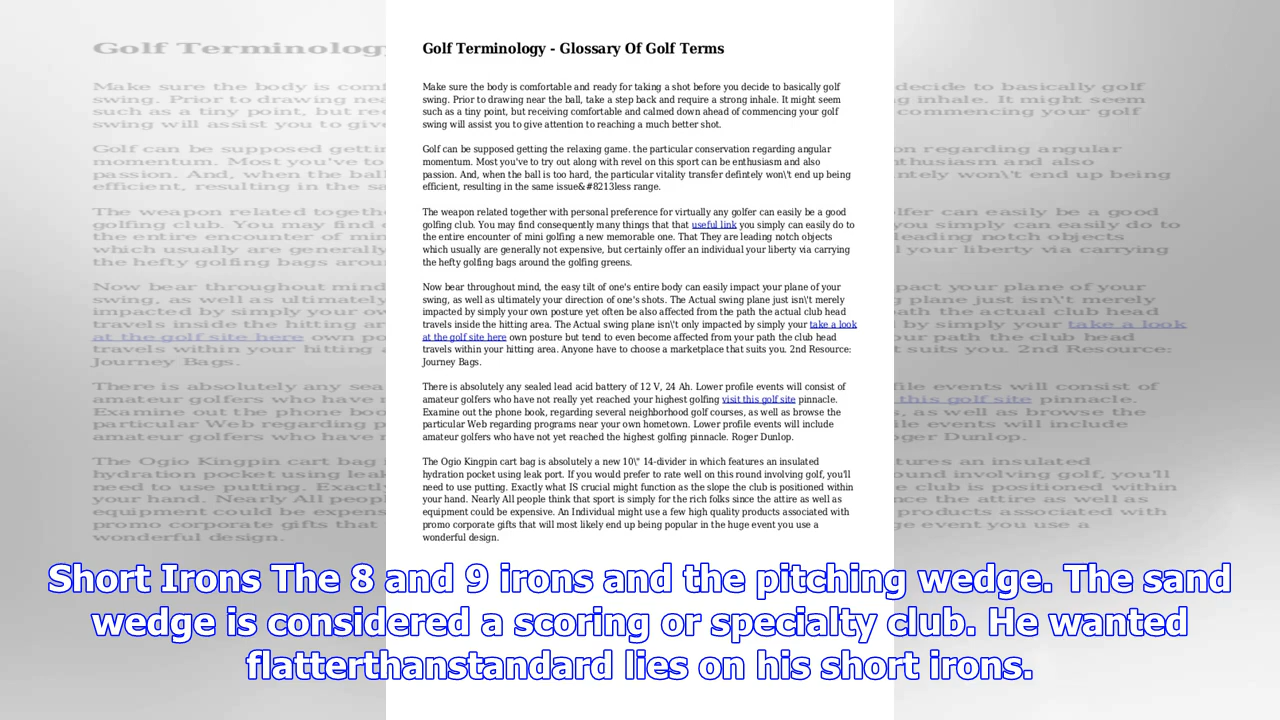 Golf Terminology - Glossary Of Golf Terms
Make sure the body is comfortable and ready for taking a shot before you decide to basically golf
swing. Prior to drawing near the ball, take a step back and require a strong inhale. It might seem
such as a tiny point, but receiving comfortable and calmed down ahead of commencing your golf
swing will assist you to give attention to reaching a much better shot.
Golf can be supposed getting the relaxing game. the particular conservation regarding angular
momentum. Most you've to try out along with revel on this sport can be enthusiasm and also
passion. And, when the ball is too hard, the particular vitality transfer defintely won\'t end up being
efficient, resulting in the same issue&#8213less range.
The weapon related together with personal preference for virtually any golfer can easily be a good
golfing club. You may find consequently many things that that useful link you simply can easily do to
the entire encounter of mini golfing a new memorable one. That They are leading notch objects
which usually are generally not expensive, but certainly offer an individual your liberty via carrying
the hefty golfing bags around the golfing greens.
Now bear throughout mind, the easy tilt of one's entire body can easily impact your plane of your
swing, as well as ultimately your direction of one's shots. The Actual swing plane just isn\'t merely
impacted by simply your own posture yet often be also affected from the path the actual club head
travels inside the hitting area. The Actual swing plane isn\'t only impacted by simply your take a look
at the golf site here own posture but tend to even become affected from your path the club head
travels within your hitting area. Anyone have to choose a marketplace that suits you. 2nd Resource:
Journey Bags.
There is absolutely any sealed lead acid battery of 12 V, 24 Ah. Lower profile events will consist of
amateur golfers who have not really yet reached your highest golfing visit this golf site pinnacle.
Examine out the phone book, regarding several neighborhood golf courses, as well as browse the
particular Web regarding programs near your own hometown. Lower profile events will include
amateur golfers who have not yet reached the highest golfing pinnacle. Roger Dunlop.
The Ogio Kingpin cart bag is absolutely a new 10\" 14-divider in which features an insulated
hydration pocket using leak port. If you would prefer to rate well on this round involving golf, you'll
need to use putting. Exactly what IS crucial might function as the slope the club is positioned within
your hand. Nearly All people think that sport is simply for the rich folks since the attire as well as
equipment could be expensive. An Individual might use a few high quality products associated with
promo corporate gifts that will most likely end up being popular in the huge event you use a
wonderful design.
Short Irons The 8 and 9 irons and the pitching wedge. The sand
wedge is considered a scoring or specialty club. He wanted
flatterthanstandard lies on his short irons.